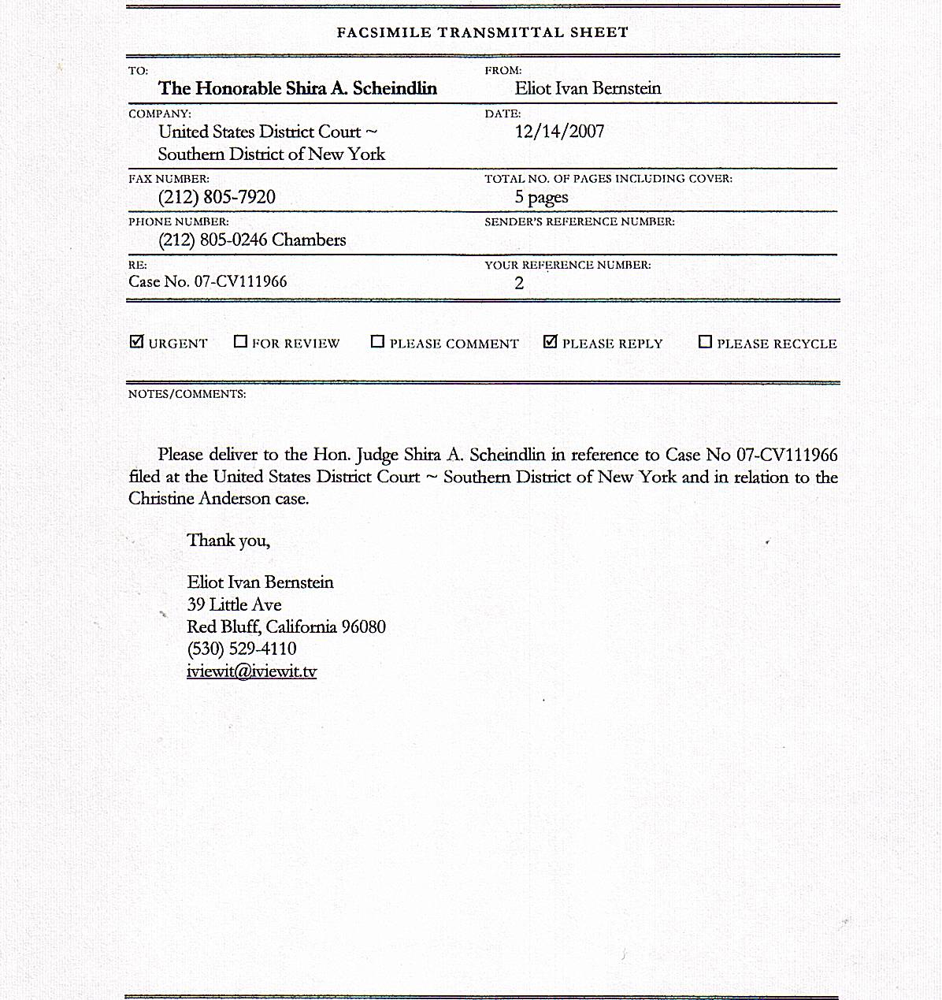 FACSIMILE TRANSMITTAL SHEET
TO:
The Honorable Shira A. Scheindlin
FROM:
Eliot Ivan Bernstein
COMPANY:
United States District Court ~
Southern District of New York
DATE:
12/14/2007
FAX NUMBER:
(212) 805-7920
TOTAL NO. OF PAGES INCLUDING COVER:
5 pages
PHONE NUMBER:
(212) 805-0246 Chambers
SENDER'S REFERENCE NUMBER:
RE:
Case No. 07-CV111966
YOUR REFERENCE NUMBER:
2
☑ URGENT ☐ FOR REVIEW ☐ PLEASE COMMENT ☑ PLEASE REPLY ☐ PLEASE RECYCLE
NOTES/COMMENTS:
Please deliver to the Hon. Judge Shira A. Scheindlin in reference to Case No 07-CV111966
filed at the United States District Court ~ Southern District of New York and in relation to the
Christine Anderson case.
Thank you,
Eliot Ivan Bernstein
39 Little Ave
Red Bluff, California 96080
(530) 529-4110
iviewit@iviewit.tv